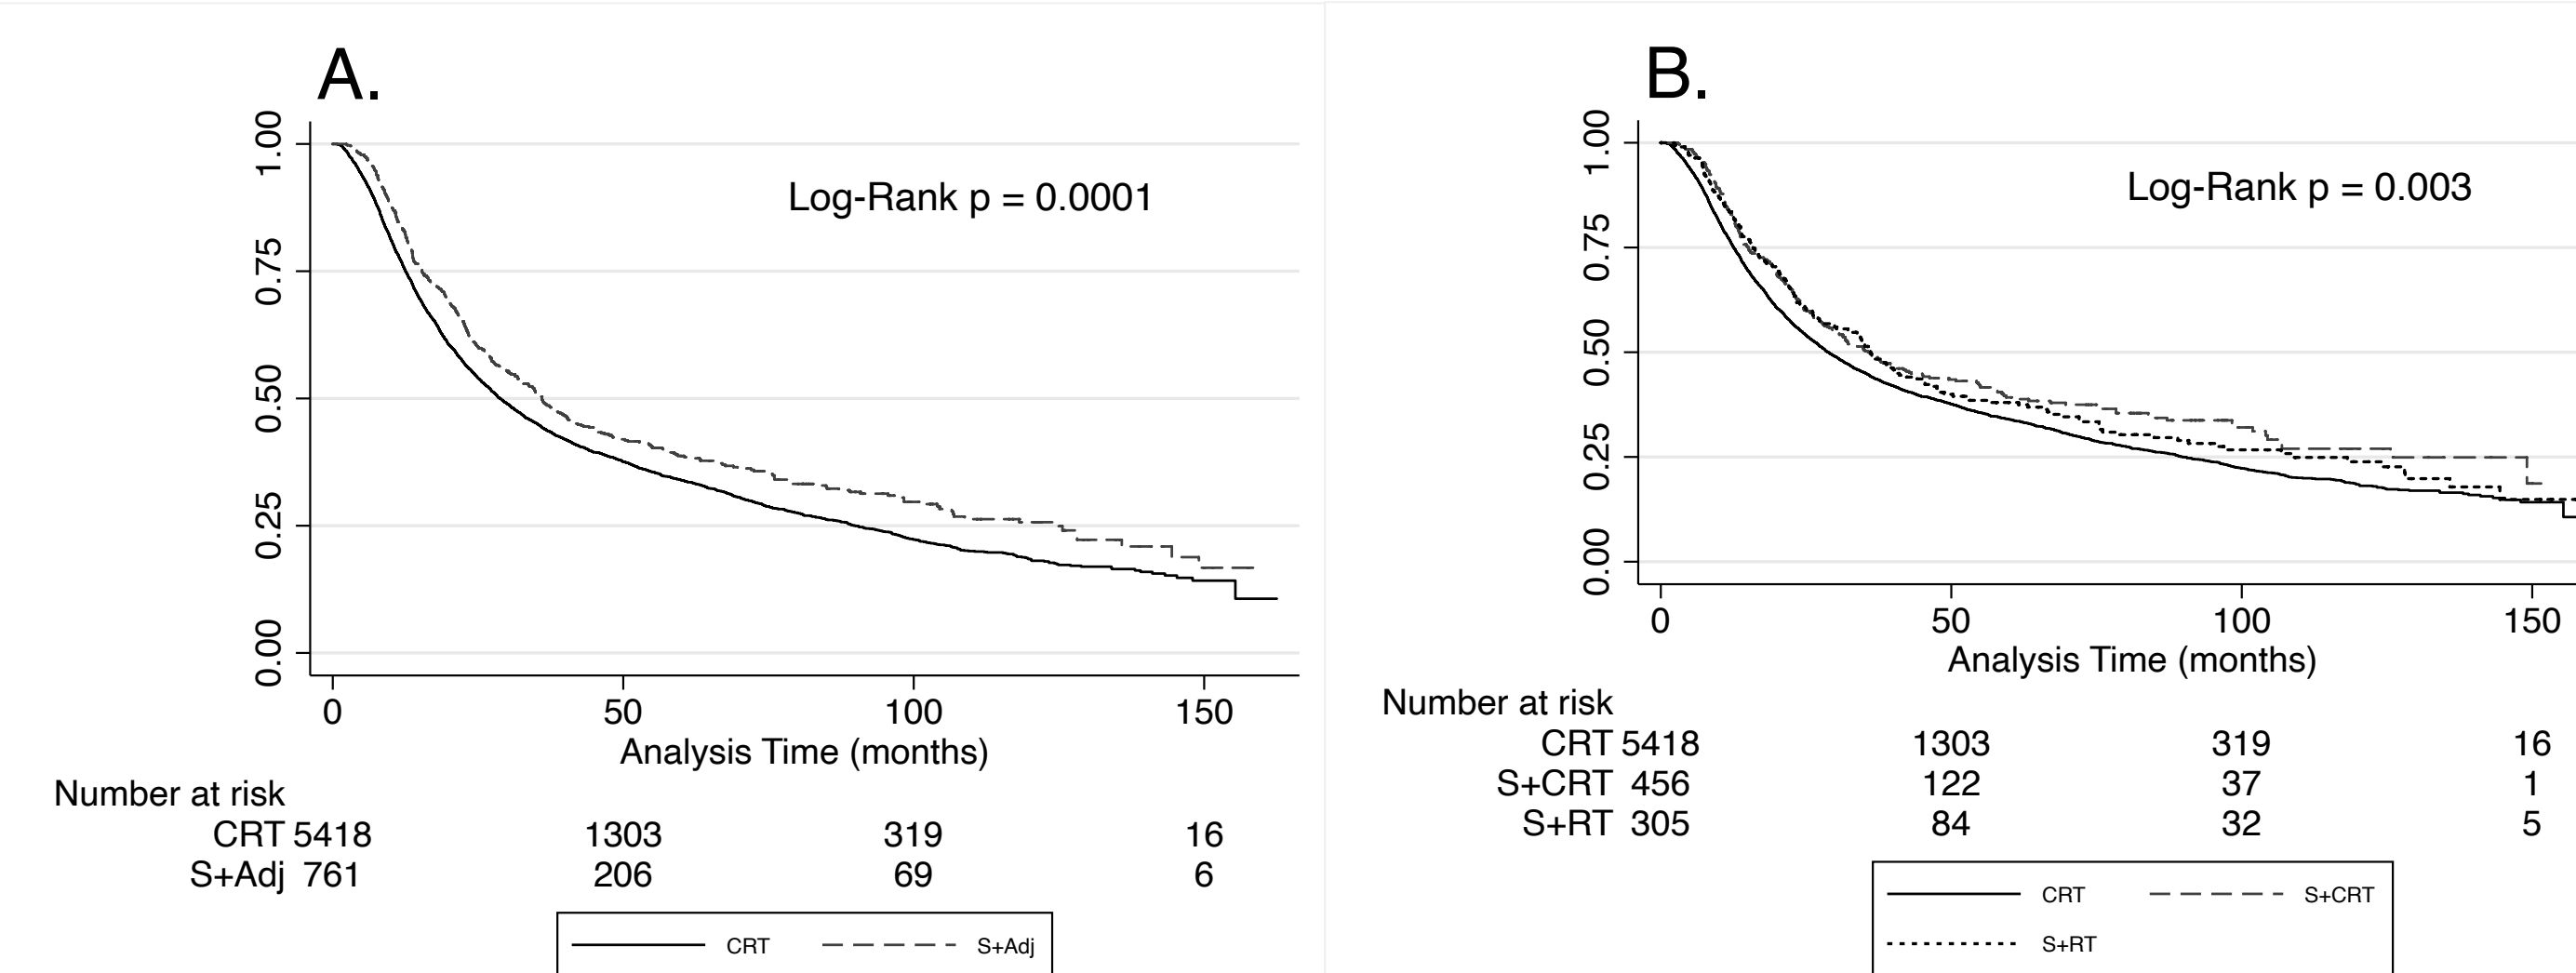 A.
Log-Rank p = 0.0001
1.00
0.75
0.50
0.25
0.00
0 50 100 150
Analysis Time (months)
Number at risk
CRT 5418 1303 319 16
S+Adj 761 206 69 6
CRT S+Adj
B.
Log-Rank p = 0.003
1.00
0.75
0.50
0.25
0.00
0 50 100 150
Analysis Time (months)
Number at risk
CRT 5418 1303 319 16
S+CRT 456 122 37 1
S+RT 305 84 32 5
CRT S+CRT
S+RT